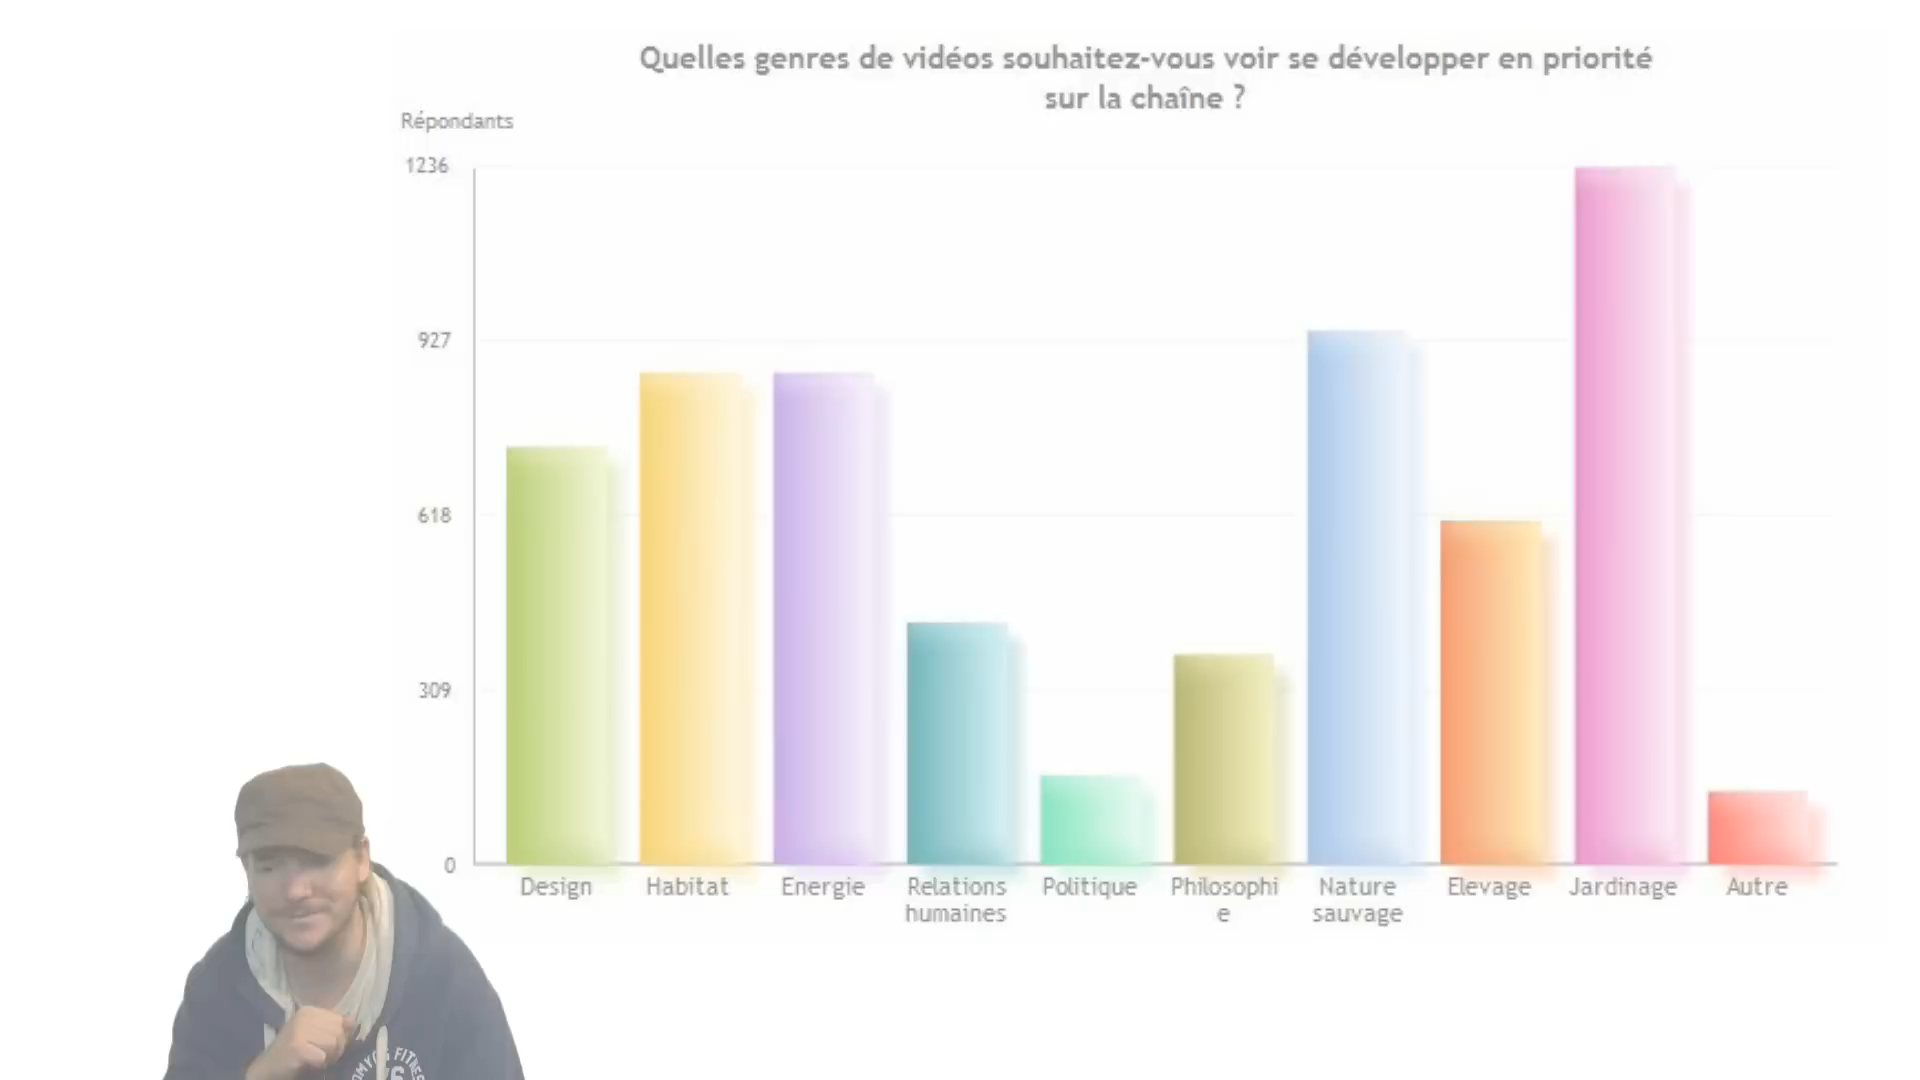 Quelles genres de vidéos souhaitez-vous voir se développer en priorité
sur la chaîne ?
Répondants
1236
927
618
309
0
Design
Habitat
Energie
Relations
humaines
Politique
Philosophi
e
Nature
sauvage
Elevage
Jardinage
Autre